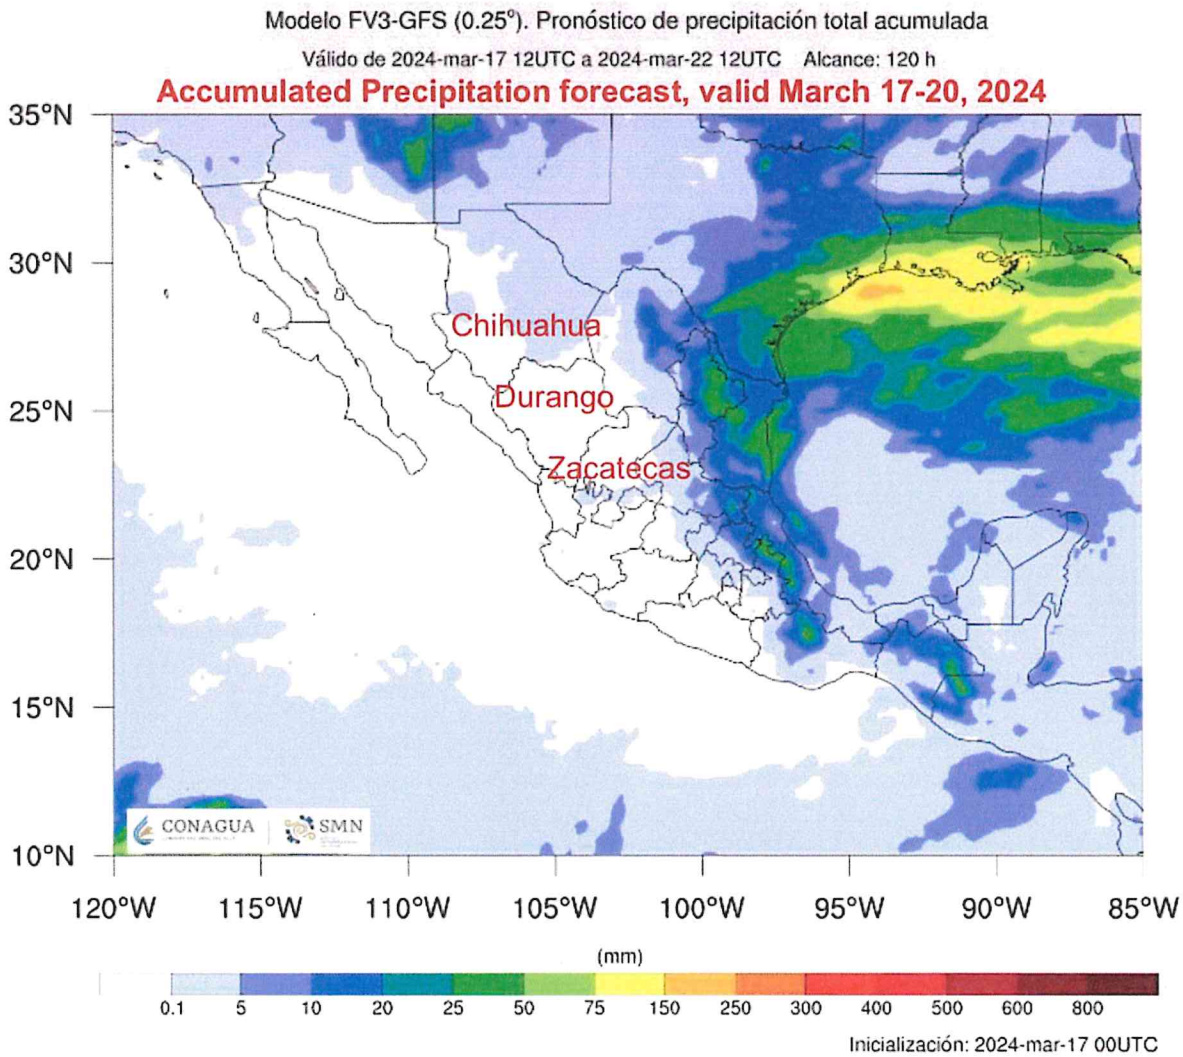 Modelo FV3-GFS (0.25°). Pronóstico de precipitación total acumulada
Válido de 2024-mar-17 12UTC a 2024-mar-22 12UTC Alcance: 120 h
Accumulated Precipitation forecast, valid March 17-20, 2024
35°N
30°N
Chihuahua
Durango
25°N
Zacatecas
20°N
15°N
CONAGUA SMN
10°N
120°W 115°W 110°W 105°W 100°W 95°W 90°W 85°W
(mm)
0.1 5 10 20 25 50 75 150 250 300 400 500 600 800
Inicialización: 2024-mar-17 00UTC